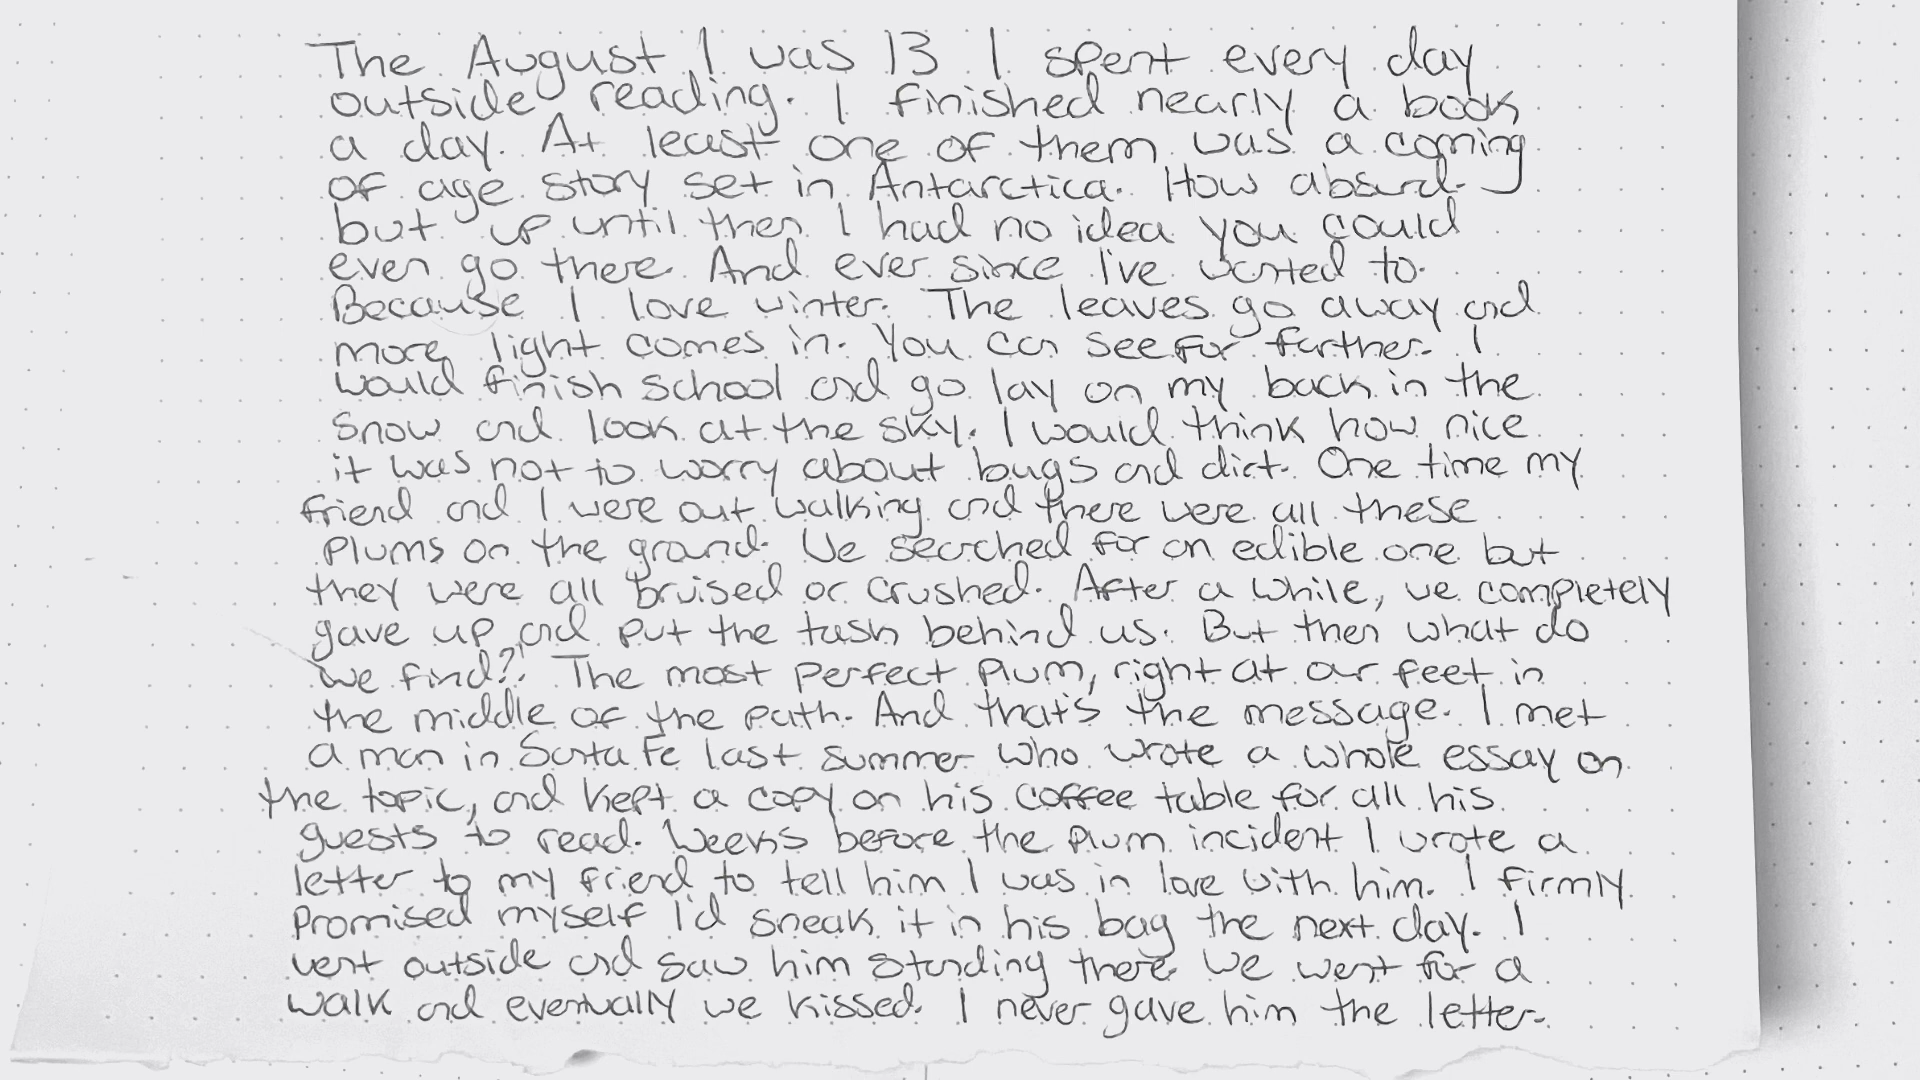 The August I was 13 I spent every day
outside reading. I finished nearly a book
a day. At least one of them was a coming
of age story set in Antarctica. How absurd.
but up until then I had no idea you could
even go there. And ever since I've wanted to.
Because I love winter. The leaves go away and
more light comes in. You can see far further. I
would finish school and go lay on my back in the
snow and look at the sky. I would think how nice
it was not to worry about bugs and dirt. One time my
friend and I were out walking and there were all these
plums on the ground. We searched for an edible one but
they were all bruised or crushed. After a while, we completely
gave up and put the task behind us. But then what do
we find?! The most perfect plum, right at our feet in
the middle of the path. And that's the message. I met
a man in Santa Fe last summer who wrote a whole essay on
the topic, and kept a copy on his coffee table for all his
guests to read. Weeks before the plum incident I wrote a
letter to my friend to tell him I was in love with him. I firmly
promised myself I'd sneak it in his bag the next day. I
went outside and saw him standing there. We went for a
walk and eventually we kissed. I never gave him the letter.